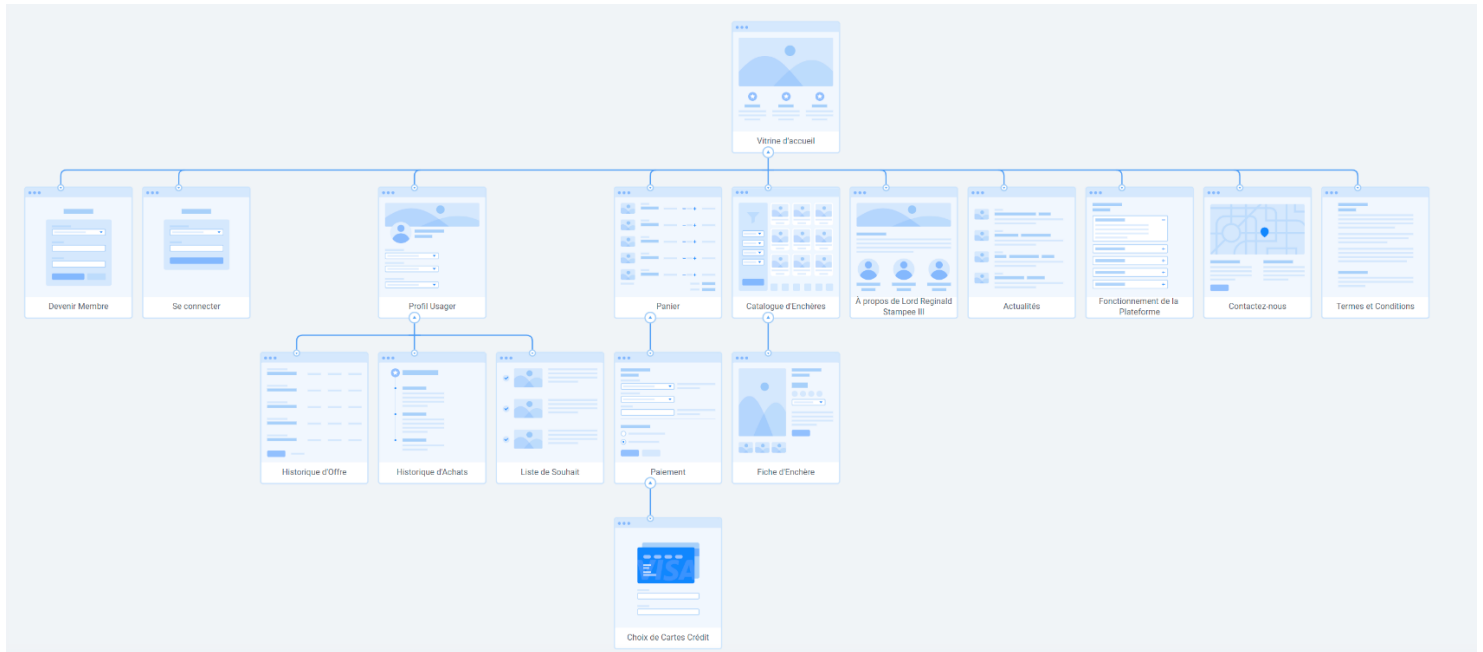 Vitrine d'accueil
Devenir Membre
Se connecter
Profil Usager
Panier
Catalogue d'Enchères
À propos de Lord Reginald
Stampee III
Actualités
Fonctionnement de la
Plateforme
Contactez-nous
Termes et Conditions
Historique d'Offre
Historique d'Achats
Liste de Souhait
Paiement
Fiche d'Enchère
VISA
Choix de Cartes Crédit